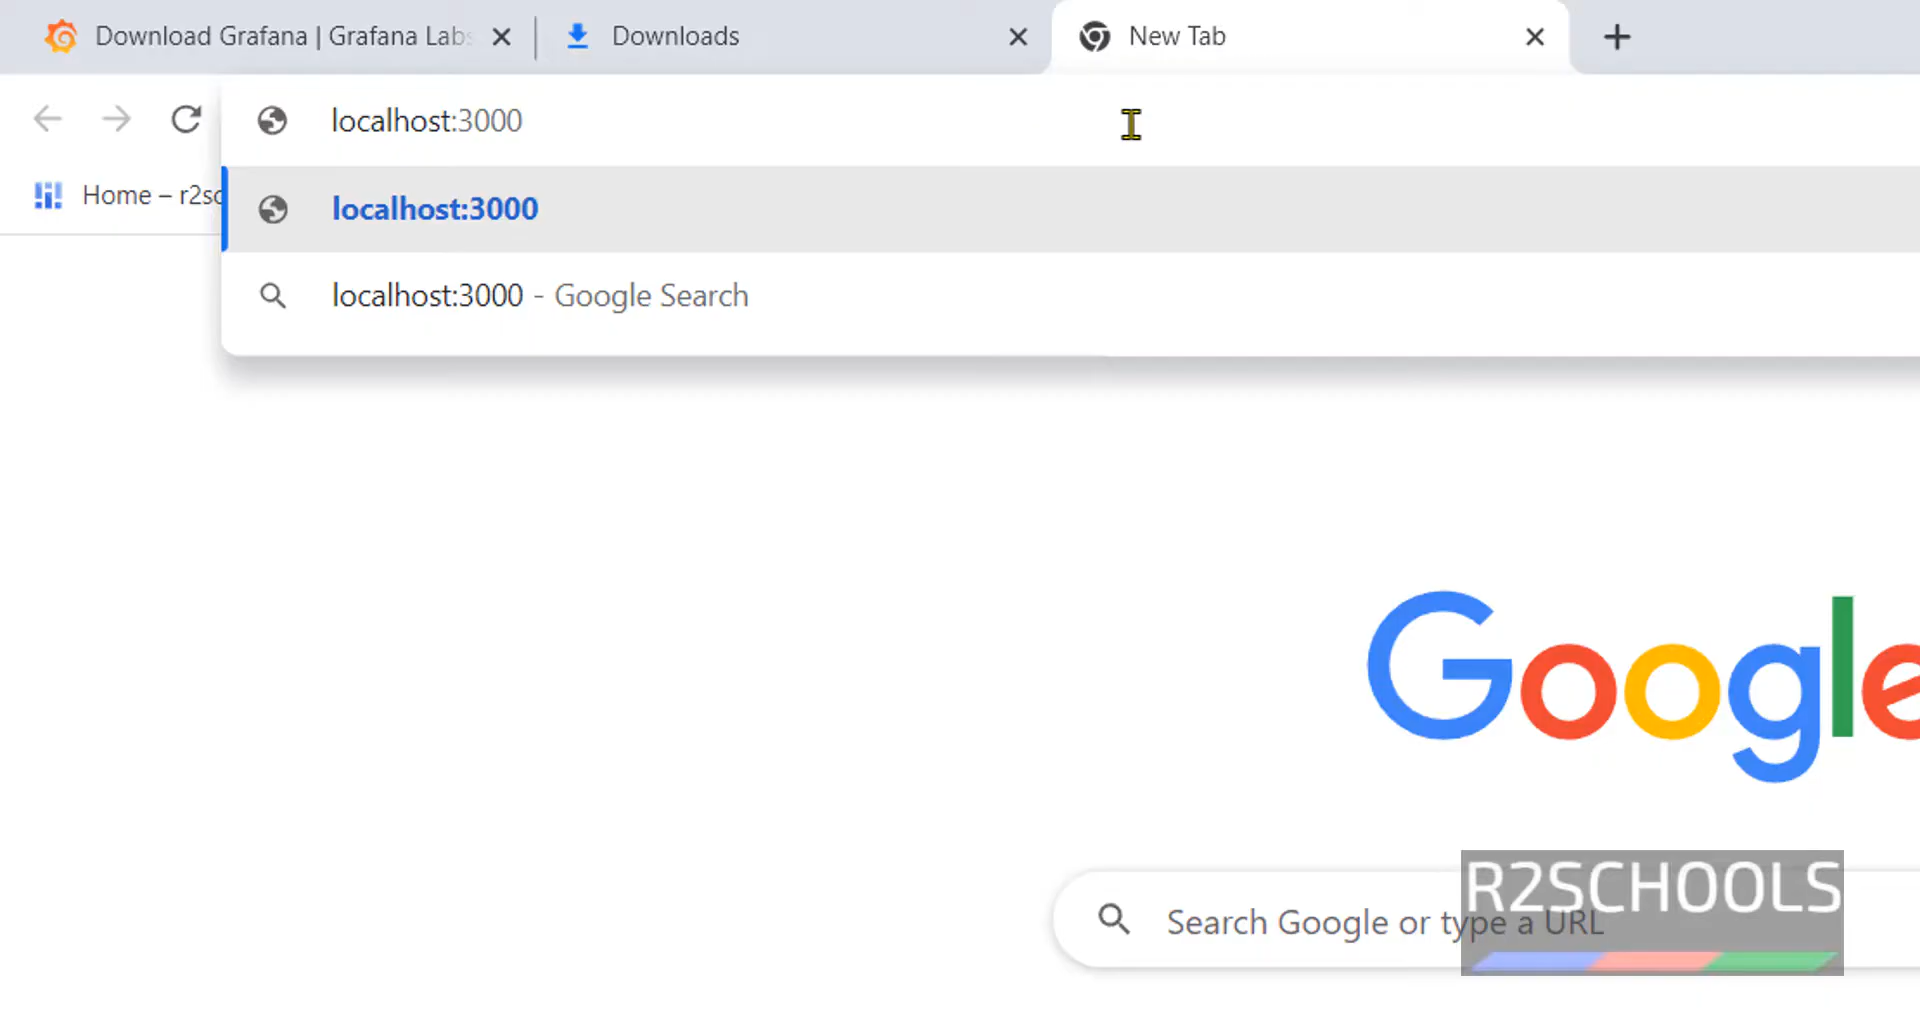 Download Grafana | Grafana Labs
Downloads
New Tab
localhost:3000
Home – r2sc
localhost:3000
localhost:3000 - Google Search
Google
Search Google or type a URL
R2SCHOOLS